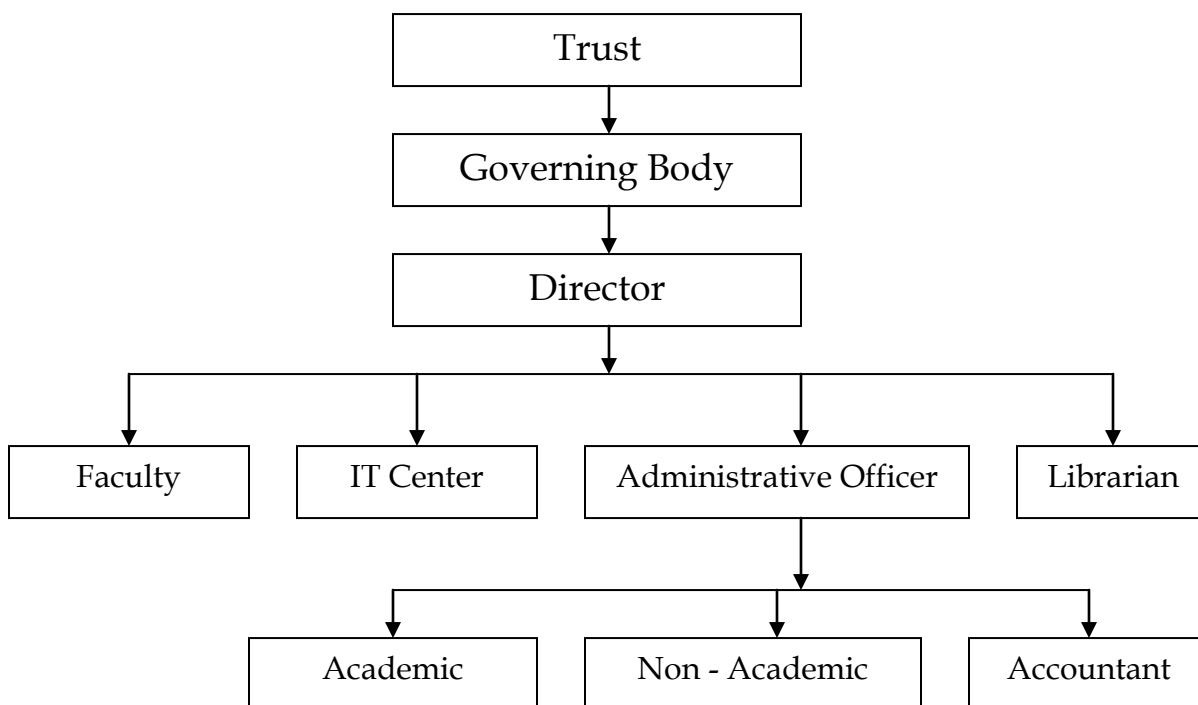 Trust
Governing Body
Director
Faculty
IT Center
Administrative Officer
Librarian
Academic
Non - Academic
Accountant